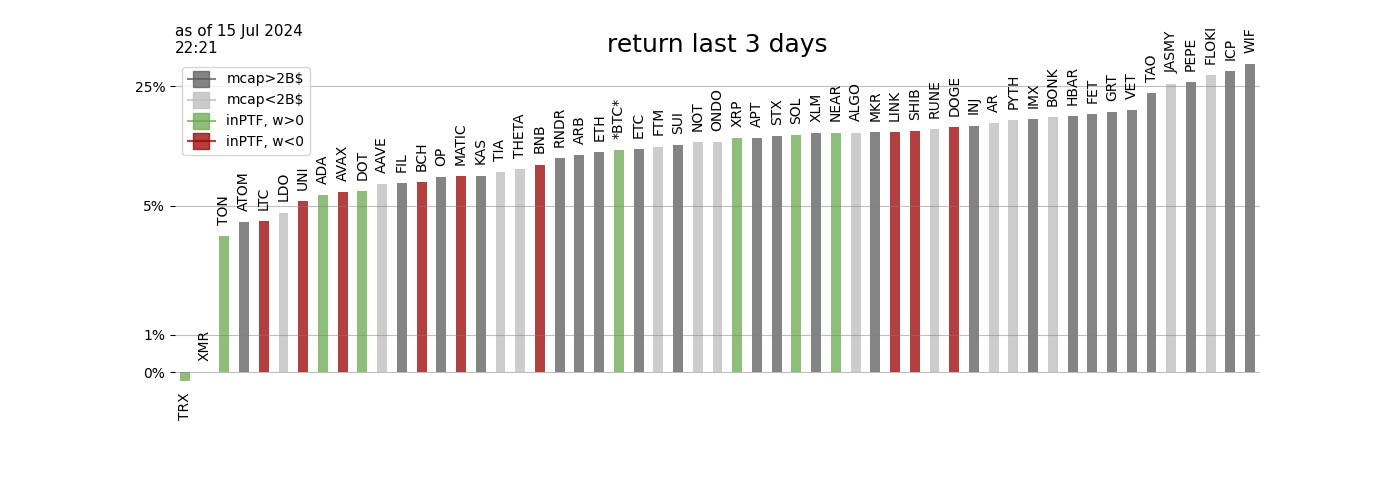 as of 15 Jul 2024
22:21
return last 3 days
mcap>2B$
mcap<2B$
inPTF, w>0
inPTF, w<0
25%
5%
1%
0%
TRX
XMR
TON
ATOM
LTC
LDO
UNI
ADA
AVAX
DOT
AAVE
FIL
BCH
OP
MATIC
KAS
TIA
THETA
BNB
RNDR
ARB
ETH
*BTC*
ETC
FTM
SUI
NOT
ONDO
XRP
APT
STX
SOL
XLM
NEAR
ALGO
MKR
LINK
SHIB
RUNE
DOGE
INJ
AR
PYTH
IMX
BONK
HBAR
FET
GRT
VET
TAO
JASMY
PEPE
FLOKI
ICP
WIF